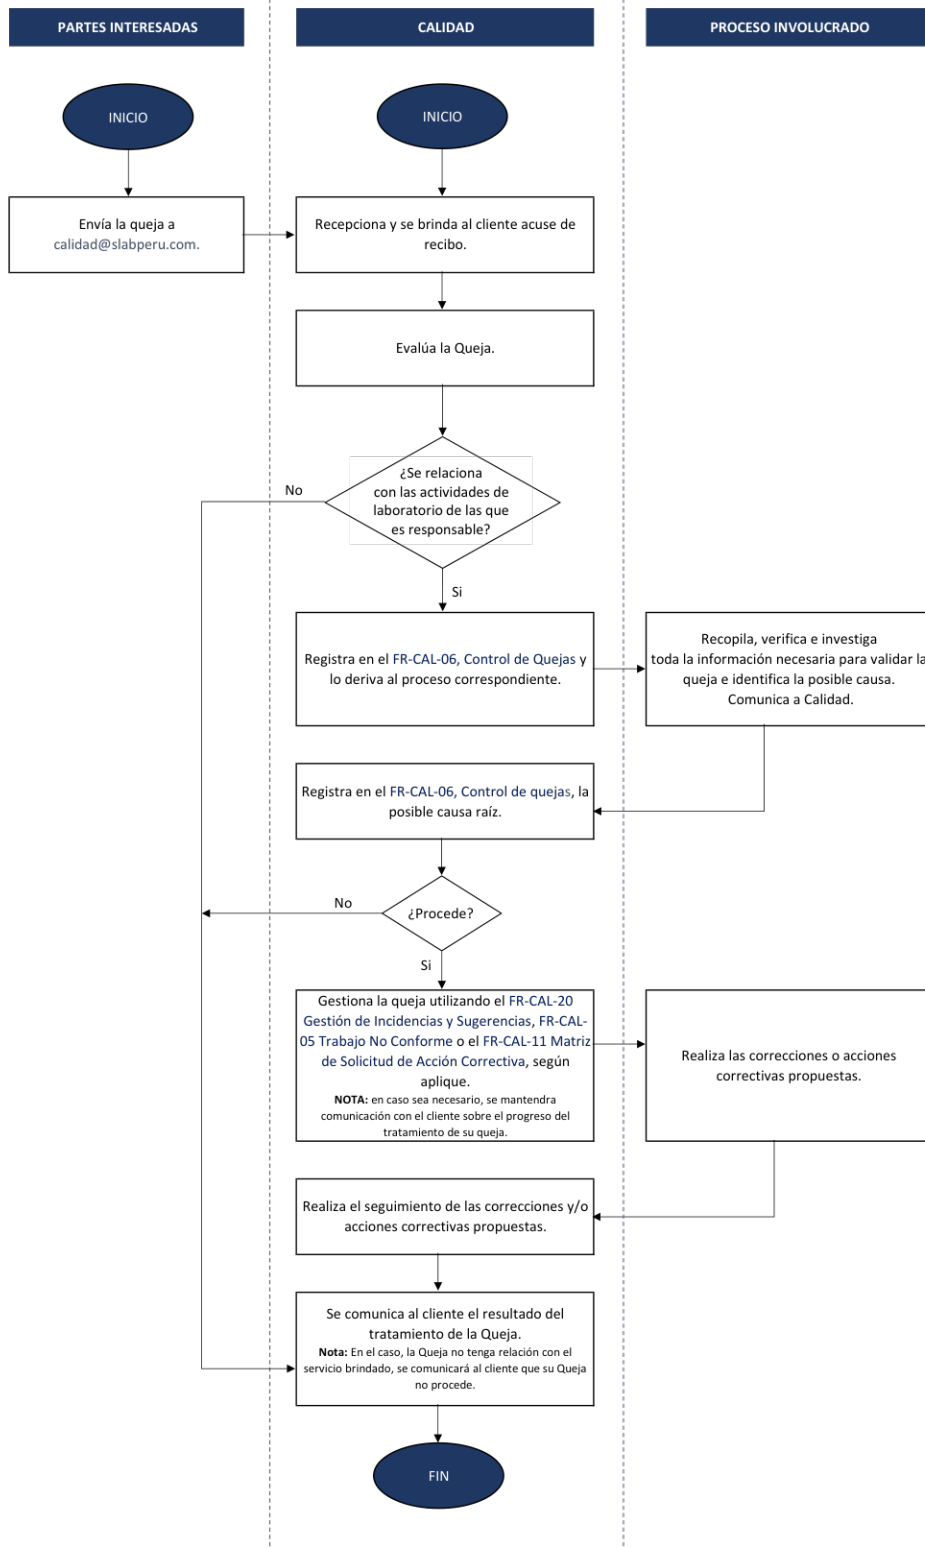 PARTES INTERESADAS
CALIDAD
PROCESO INVOLUCRADO
INICIO
INICIO
Envía la queja a
calidad@slabperu.com.
Recepciona y se brinda al cliente acuse de
recibo.
Evalúa la Queja.
¿Se relaciona
con las actividades de
laboratorio de las que
es responsable?
No
Si
Registra en el FR-CAL-06, Control de Quejas y
lo deriva al proceso correspondiente.
Recopila, verifica e investiga
toda la información necesaria para validar la
queja e identifica la posible causa.
Comunica a Calidad.
Registra en el FR-CAL-06, Control de quejas, la
posible causa raíz.
¿Procede?
No
Si
Gestiona la queja utilizando el FR-CAL-20
Gestión de Incidencias y Sugerencias, FR-CAL-
05 Trabajo No Conforme o el FR-CAL-11 Matriz
de Solicitud de Acción Correctiva, según
aplique.
NOTA: en caso sea necesario, se mantendra
comunicación con el cliente sobre el progreso del
tratamiento de su queja.
Realiza las correcciones o acciones
correctivas propuestas.
Realiza el seguimiento de las correcciones y/o
acciones correctivas propuestas.
Se comunica al cliente el resultado del
tratamiento de la Queja.
Nota: En el caso, la Queja no tenga relación con el
servicio brindado, se comunicará al cliente que su Queja
no procede.
FIN